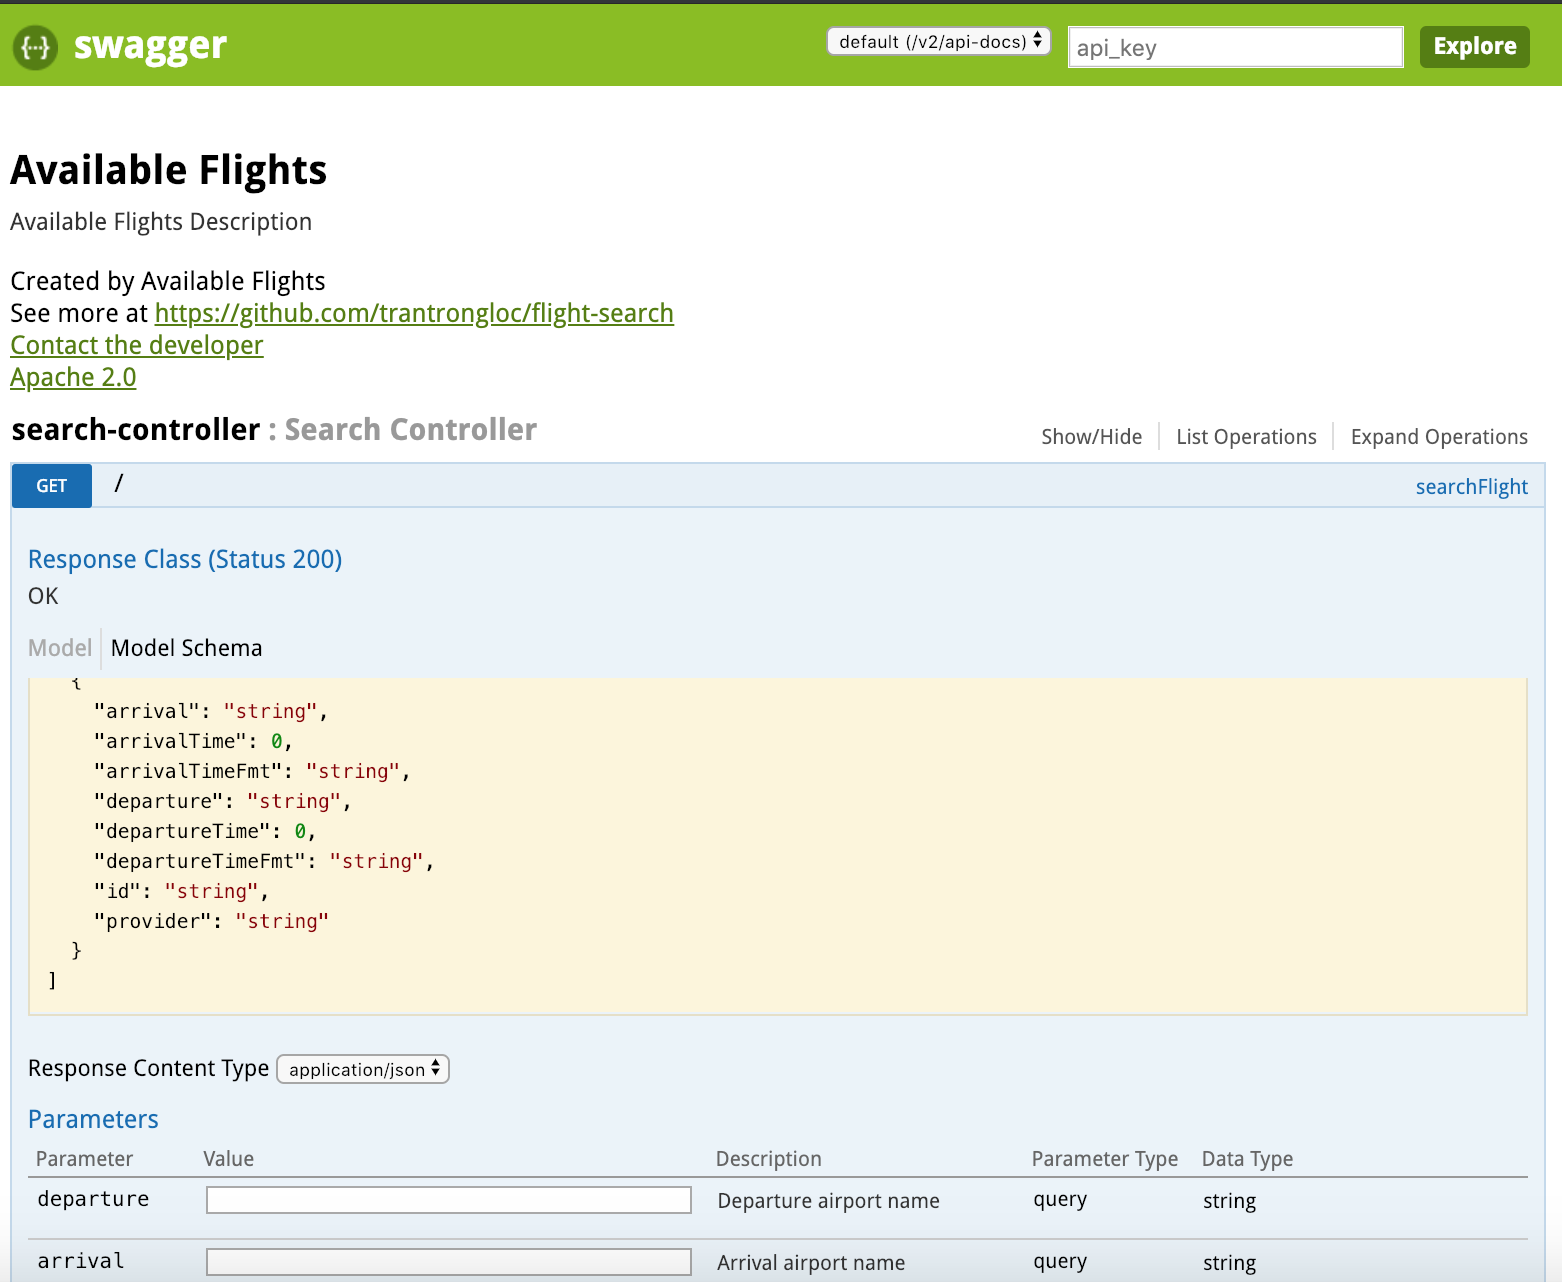 {···} swagger default (/v2/api-docs) api_key Explore
Available Flights
Available Flights Description
Created by Available Flights
See more at https://github.com/trantrongloc/flight-search
Contact the developer
Apache 2.0
search-controller : Search Controller Show/Hide List Operations Expand Operations
GET / searchFlight
Response Class (Status 200)
OK
Model Model Schema
{
"arrival": "string",
"arrivalTime": 0,
"arrivalTimeFmt": "string",
"departure": "string",
"departureTime": 0,
"departureTimeFmt": "string",
"id": "string",
"provider": "string"
}
]
Response Content Type application/json
Parameters
Parameter Value Description Parameter Type Data Type
departure Departure airport name query string
arrival Arrival airport name query string